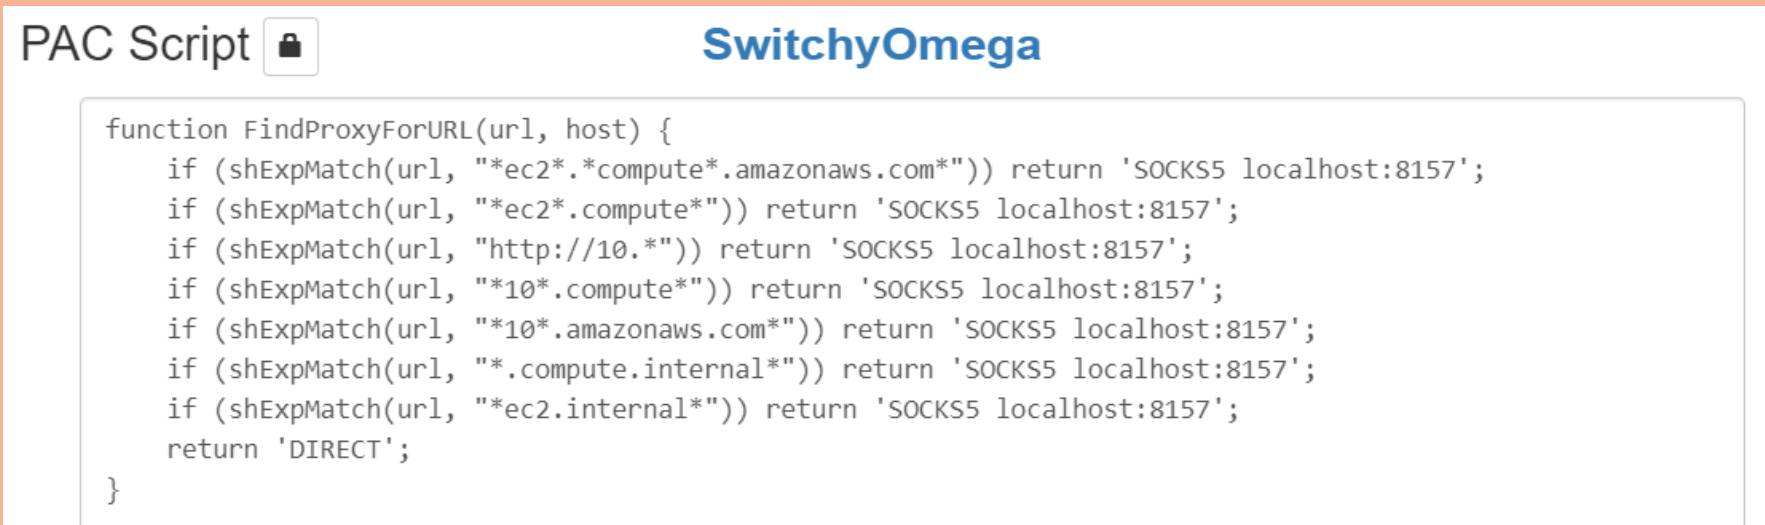 PAC Script
SwitchyOmega
function FindProxyForURL(url, host) {
    if (shExpMatch(url, "*ec2*.*compute*.amazonaws.com*")) return 'SOCKS5 localhost:8157';
    if (shExpMatch(url, "*ec2*.compute*")) return 'SOCKS5 localhost:8157';
    if (shExpMatch(url, "http://10.*")) return 'SOCKS5 localhost:8157';
    if (shExpMatch(url, "*10*.compute*")) return 'SOCKS5 localhost:8157';
    if (shExpMatch(url, "*10*.amazonaws.com*")) return 'SOCKS5 localhost:8157';
    if (shExpMatch(url, "*.compute.internal*")) return 'SOCKS5 localhost:8157';
    if (shExpMatch(url, "*ec2.internal*")) return 'SOCKS5 localhost:8157';
    return 'DIRECT';
}